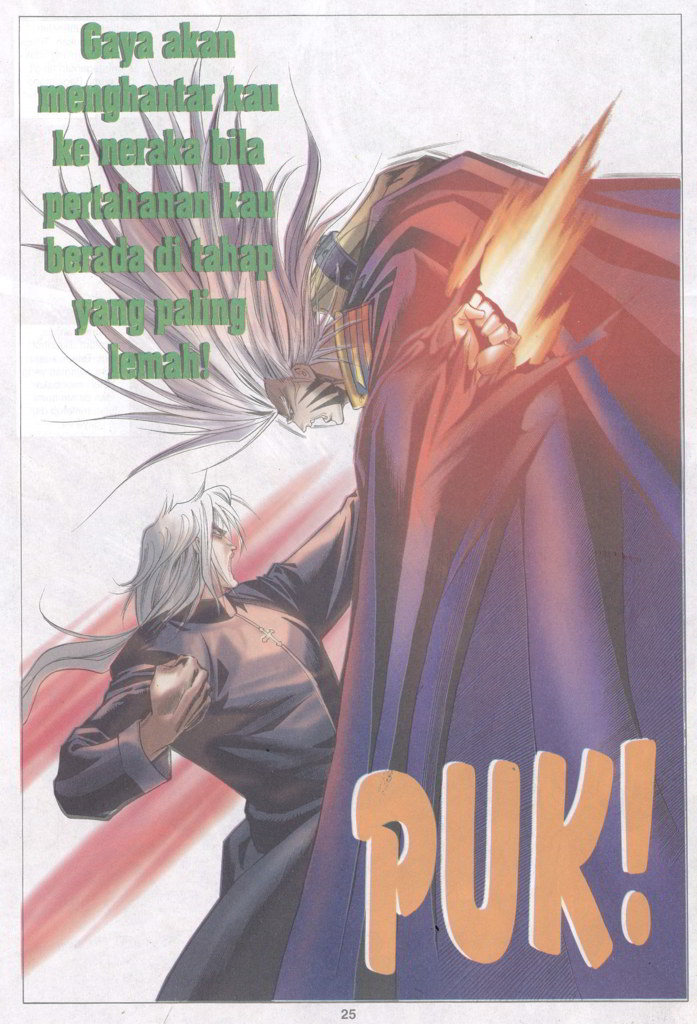 Gaya akan
menghantar kau
ke neraka bila
pertahanan kau
berada di tahap
yang paling
lemah!
PUK!
25